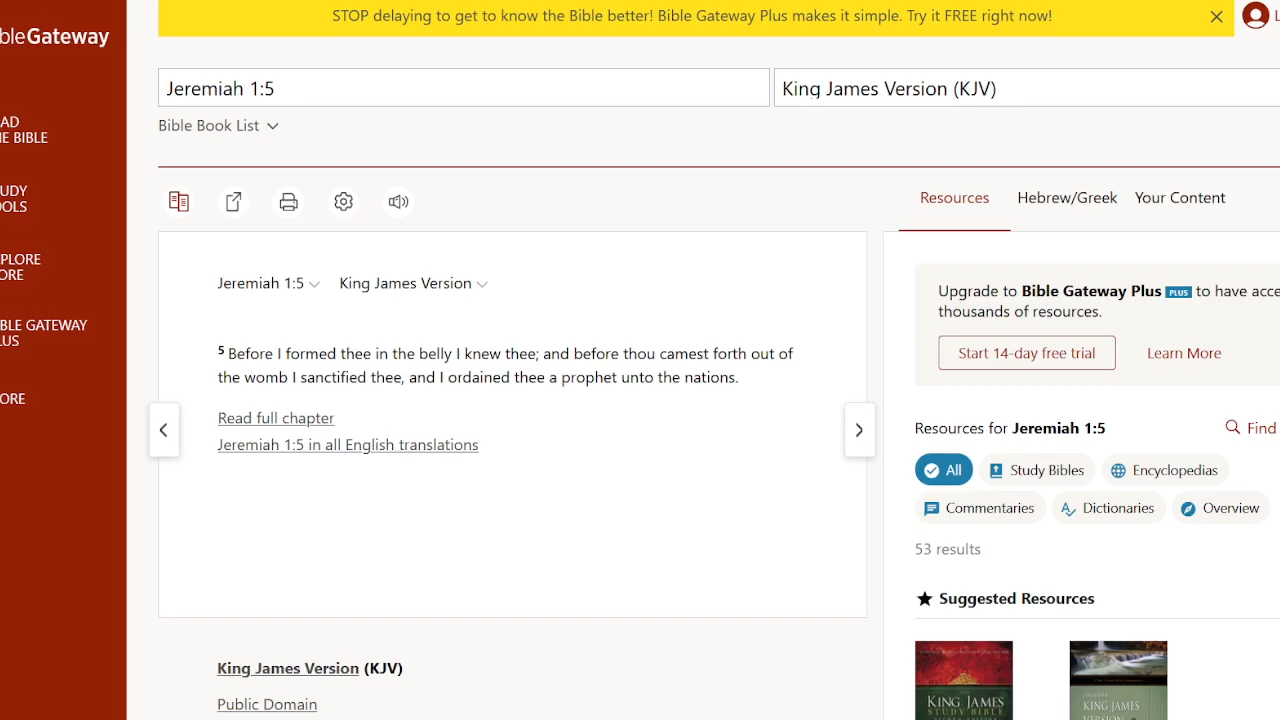 STOP delaying to get to know the Bible better! Bible Gateway Plus makes it simple. Try it FREE right now!
bleGateway
Jeremiah 1:5
King James Version (KJV)
Bible Book List
AD
E BIBLE
UDY
OLS
PLORE
ORE
BLE GATEWAY
LUS
ORE
Resources
Hebrew/Greek
Your Content
Jeremiah 1:5
King James Version
5 Before I formed thee in the belly I knew thee; and before thou camest forth out of
the womb I sanctified thee, and I ordained thee a prophet unto the nations.
Read full chapter
Jeremiah 1:5 in all English translations
King James Version (KJV)
Public Domain
Upgrade to Bible Gateway Plus PLUS to have acce
thousands of resources.
Start 14-day free trial
Learn More
Resources for Jeremiah 1:5
Find
All
Study Bibles
Encyclopedias
Commentaries
Dictionaries
Overview
53 results
Suggested Resources
KING JAMES
STUDY BIBLE
KING JAMES
VERSION